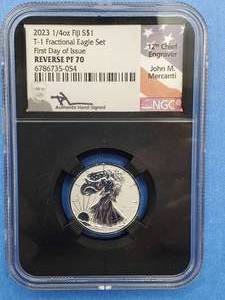 2023 1/4oz FIJI S$1
T-1 Fractional Eagle Set
First Day of Issue
REVERSE PF 70
6786735-054
Authentic Hand Signed
12th Chief
Engraver
John M.
Mercanti
NGC